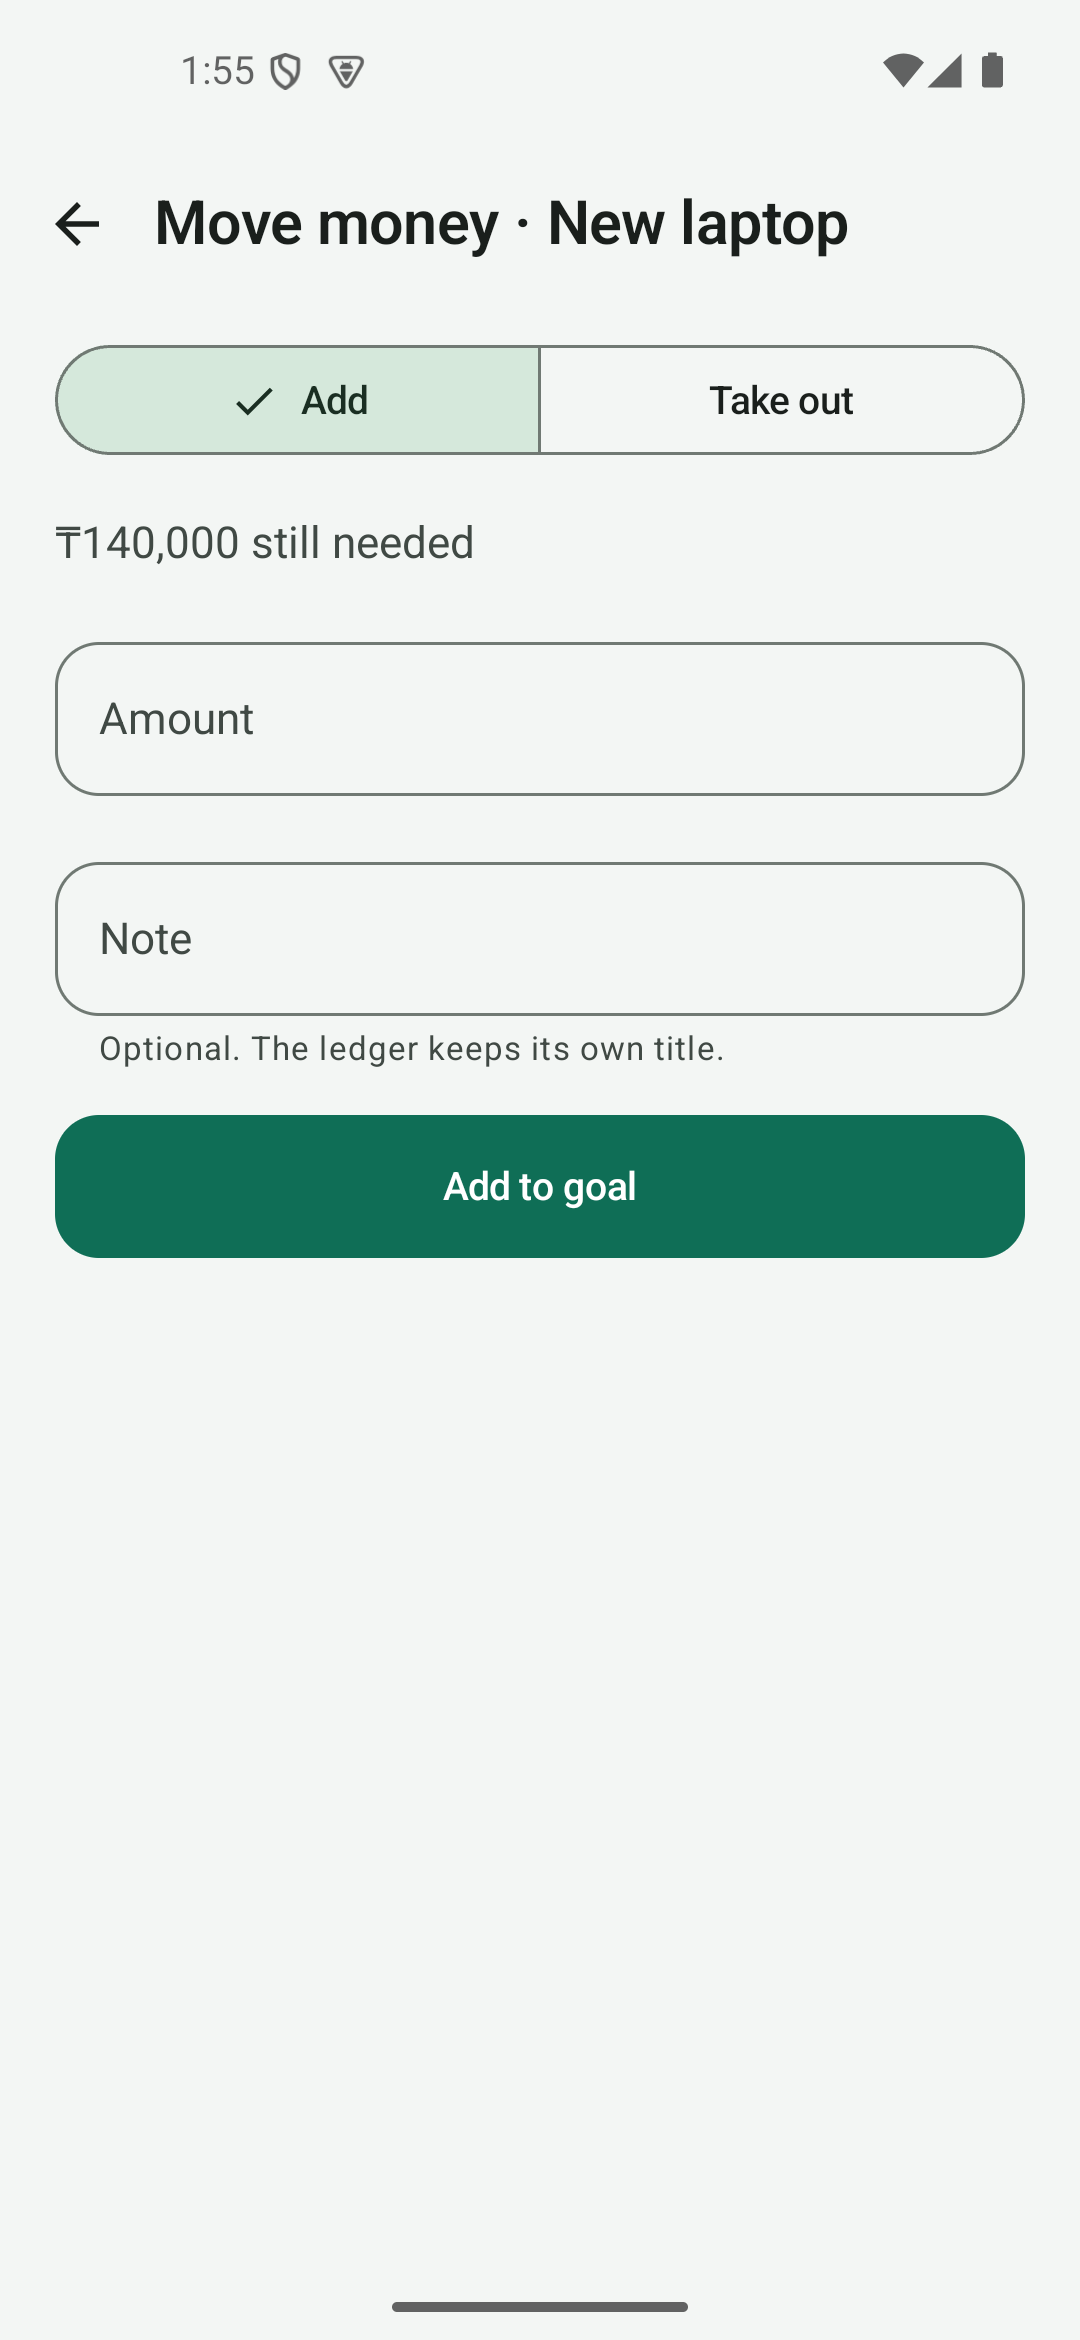 1:55
Move money · New laptop
Add
Take out
₸140,000 still needed
Amount
Note
Optional. The ledger keeps its own title.
Add to goal